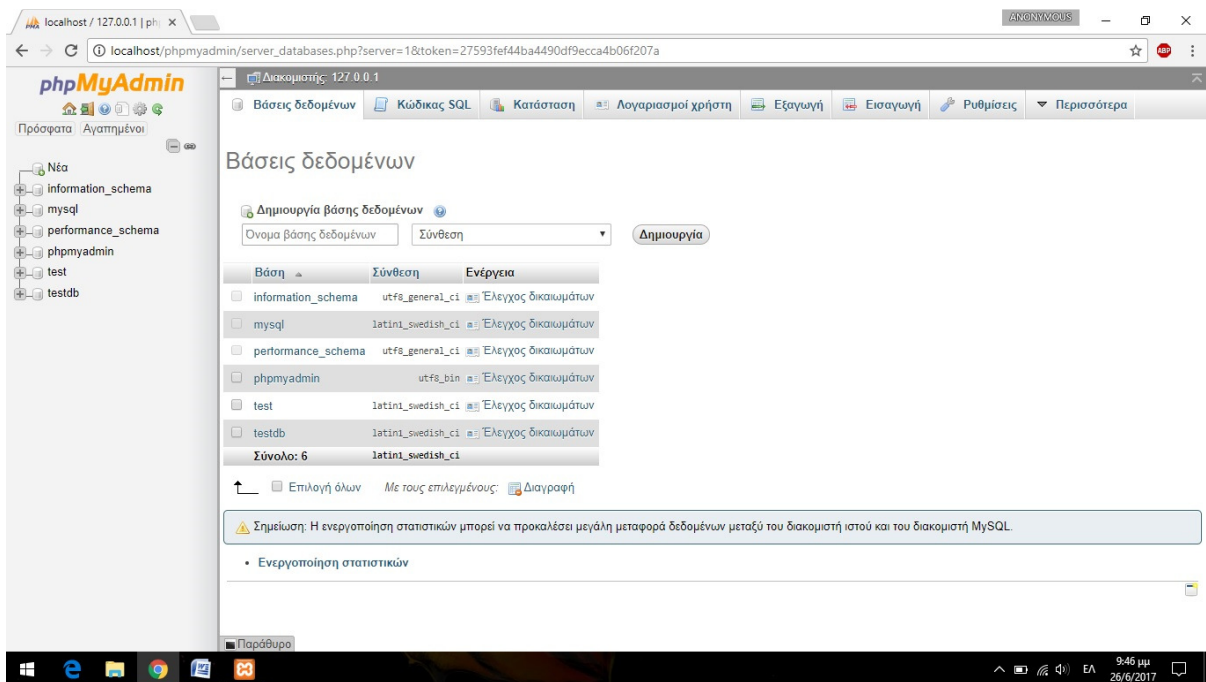 localhost / 127.0.0.1 | ph
ANONYMOUS
localhost/phpmyadmin/server_databases.php?server=1&token=27593fef44ba4490df9ecca4b06f207a
ABP
phpMyAdmin
Πρόσφατα Αγαπημένοι
Νέα
information_schema
mysql
performance_schema
phpmyadmin
test
testdb
Διακομιστής: 127.0.0.1
Βάσεις δεδομένων Κώδικας SQL Κατάσταση Λογαριασμοί χρήστη Εξαγωγή Εισαγωγή Ρυθμίσεις Περισσότερα
Βάσεις δεδομένων
Δημιουργία βάσης δεδομένων
Όνομα βάσης δεδομένων Σύνθεση Δημιουργία
Βάση Σύνθεση Ενέργεια
information_schema utf8_general_ci Έλεγχος δικαιωμάτων
mysql latin1_swedish_ci Έλεγχος δικαιωμάτων
performance_schema utf8_general_ci Έλεγχος δικαιωμάτων
phpmyadmin utf8_bin Έλεγχος δικαιωμάτων
test latin1_swedish_ci Έλεγχος δικαιωμάτων
testdb latin1_swedish_ci Έλεγχος δικαιωμάτων
Σύνολο: 6 latin1_swedish_ci
Επιλογή όλων Με τους επιλεγμένους: Διαγραφή
Σημείωση: Η ενεργοποίηση στατιστικών μπορεί να προκαλέσει μεγάλη μεταφορά δεδομένων μεταξύ του διακομιστή ιστού και του διακομιστή MySQL.
• Ενεργοποίηση στατιστικών
Παράθυρο
ΕΛ
9:46 μμ
26/6/2017